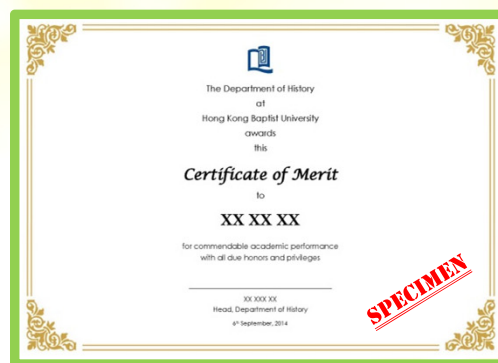 The Department of History
at
Hong Kong Baptist University
awards
this
Certificate of Merit
to
XX XX XX
for commendable academic performance
with all due honors and privileges
XX XXX XX
Head, Department of History
6th September, 2014
SPECIMEN